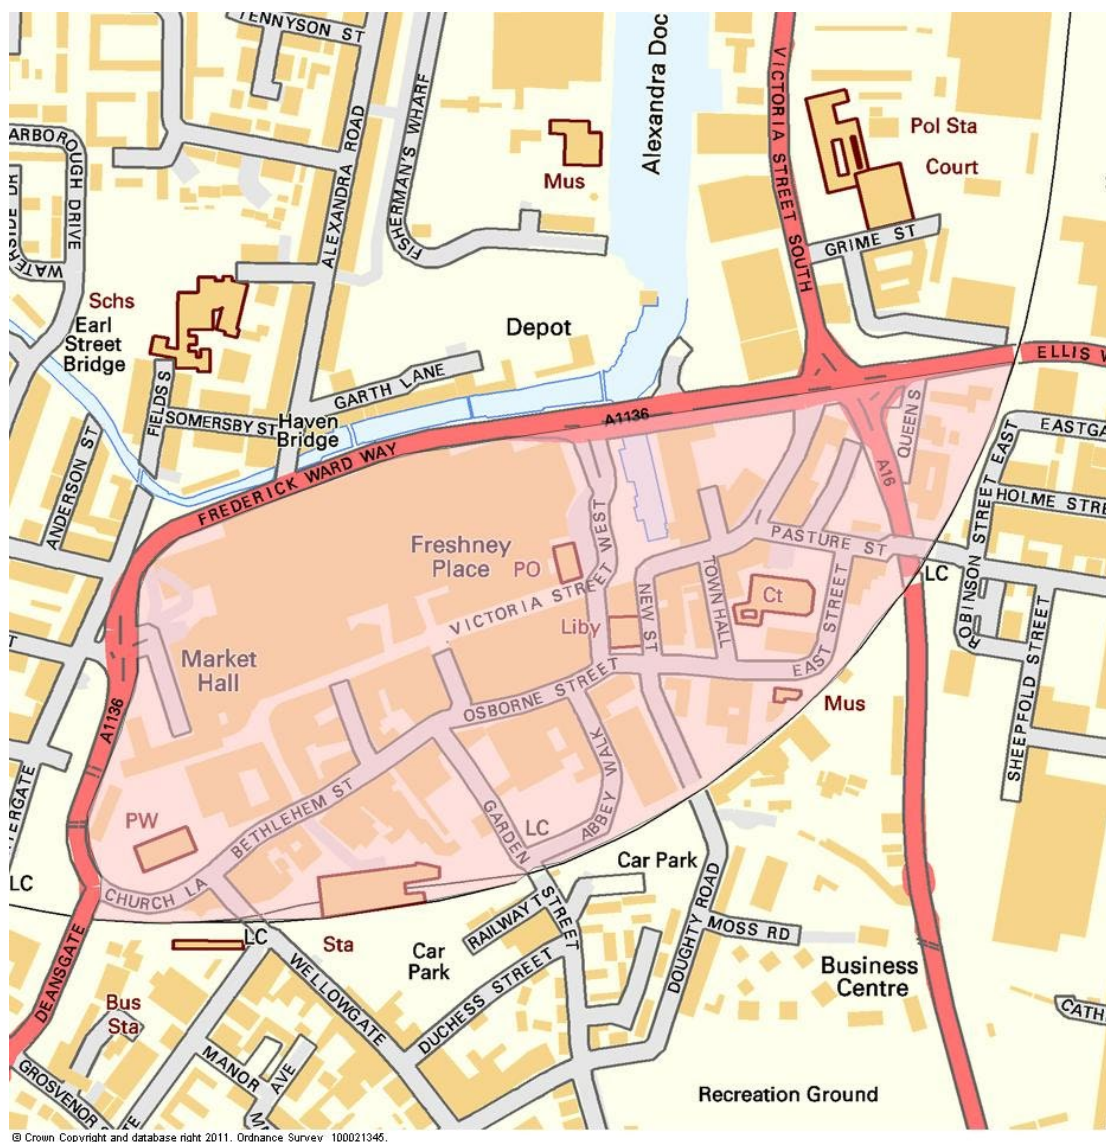 TENNYSON ST
Alexandra Doc
VICTORIA STREET SOUTH
FISHERMAN'S WHARF
ALEXANDRA ROAD
Pol Sta
Court
Mus
ARBOROUGH DRIVE
WATERSIDE DR
GRIME ST
Schs
Earl
Street
Bridge
Depot
ELLIS W
GARTH LANE
FIELDS S
SOMERSBY ST
Haven
Bridge
A1136
QUEEN S
EASTGA
ANDERSON ST
FREDERICK WARD WAY
A16
HOLME STRE
ROBINSON STREET EAST
Freshney
Place
PO
VICTORIA STREET WEST
PASTURE ST
LC
TOWN HALL
NEW ST
Ct
Liby
SHEEPFOLD STREET
Market
Hall
EAST STREET
OSBORNE STREET
Mus
A1136
ABBEY WALK
BETHLEHEM ST
GARDEN STREET
PW
LC
Car Park
LC
CHURCH LA
DEANSGATE
RAILWAY T
DOUGHTY ROAD
MOSS RD
LC
Sta
Car
Park
WELLOWGATE
DUCHESS STREET
Business
Centre
Bus
Sta
CATH
MANOR AVE
GROSVENOR
Recreation Ground
© Crown Copyright and database right 2011. Ordnance Survey 100021345.